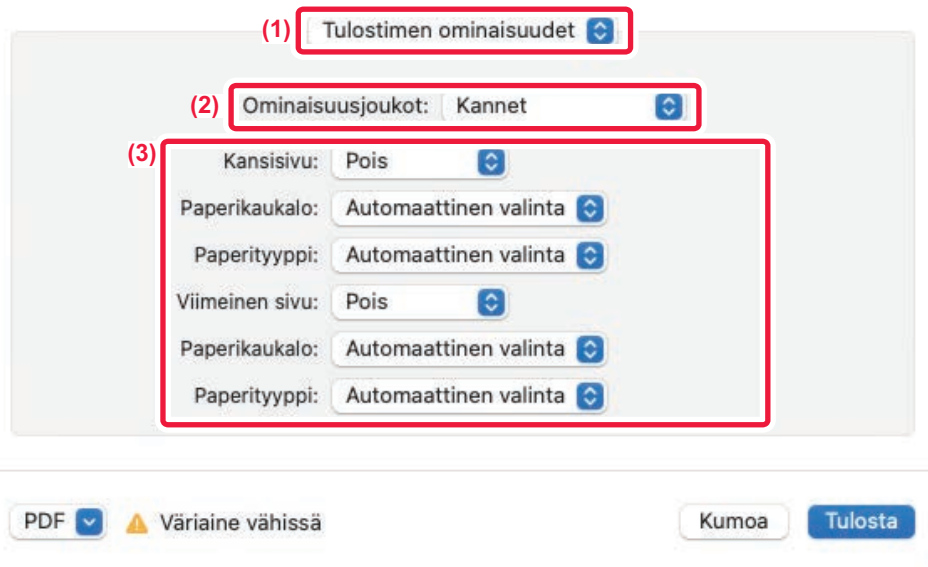 (1) Tulostimen ominaisuudet
(2) Ominaisuusjoukot: Kannet
(3) Kansisivu: Pois
Paperikaukalo: Automaattinen valinta
Paperityyppi: Automaattinen valinta
Viimeinen sivu: Pois
Paperikaukalo: Automaattinen valinta
Paperityyppi: Automaattinen valinta
PDF Väriaine vähissä Kumoa Tulosta